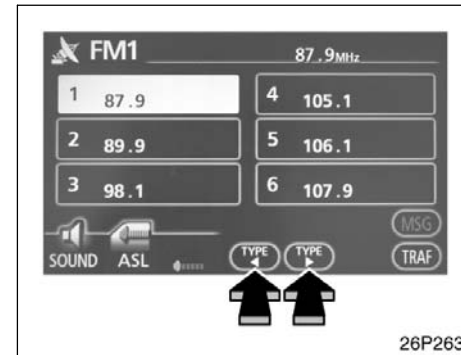 FM1 87.9MHz
1 87.9
4 105.1
2 89.9
5 106.1
3 98.1
6 107.9
MSG
SOUND ASL TYPE TYPE TRAF
26P263